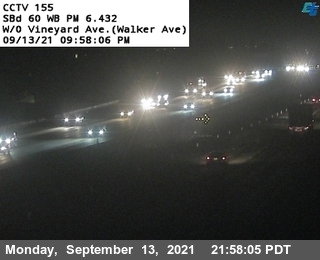 CCTV 155
SBd 60 WB PM 6.432
W/O Vineyard Ave.(Walker Ave)
09/13/21 09:58:06 PM
Monday, September 13, 2021 21:58:05 PDT